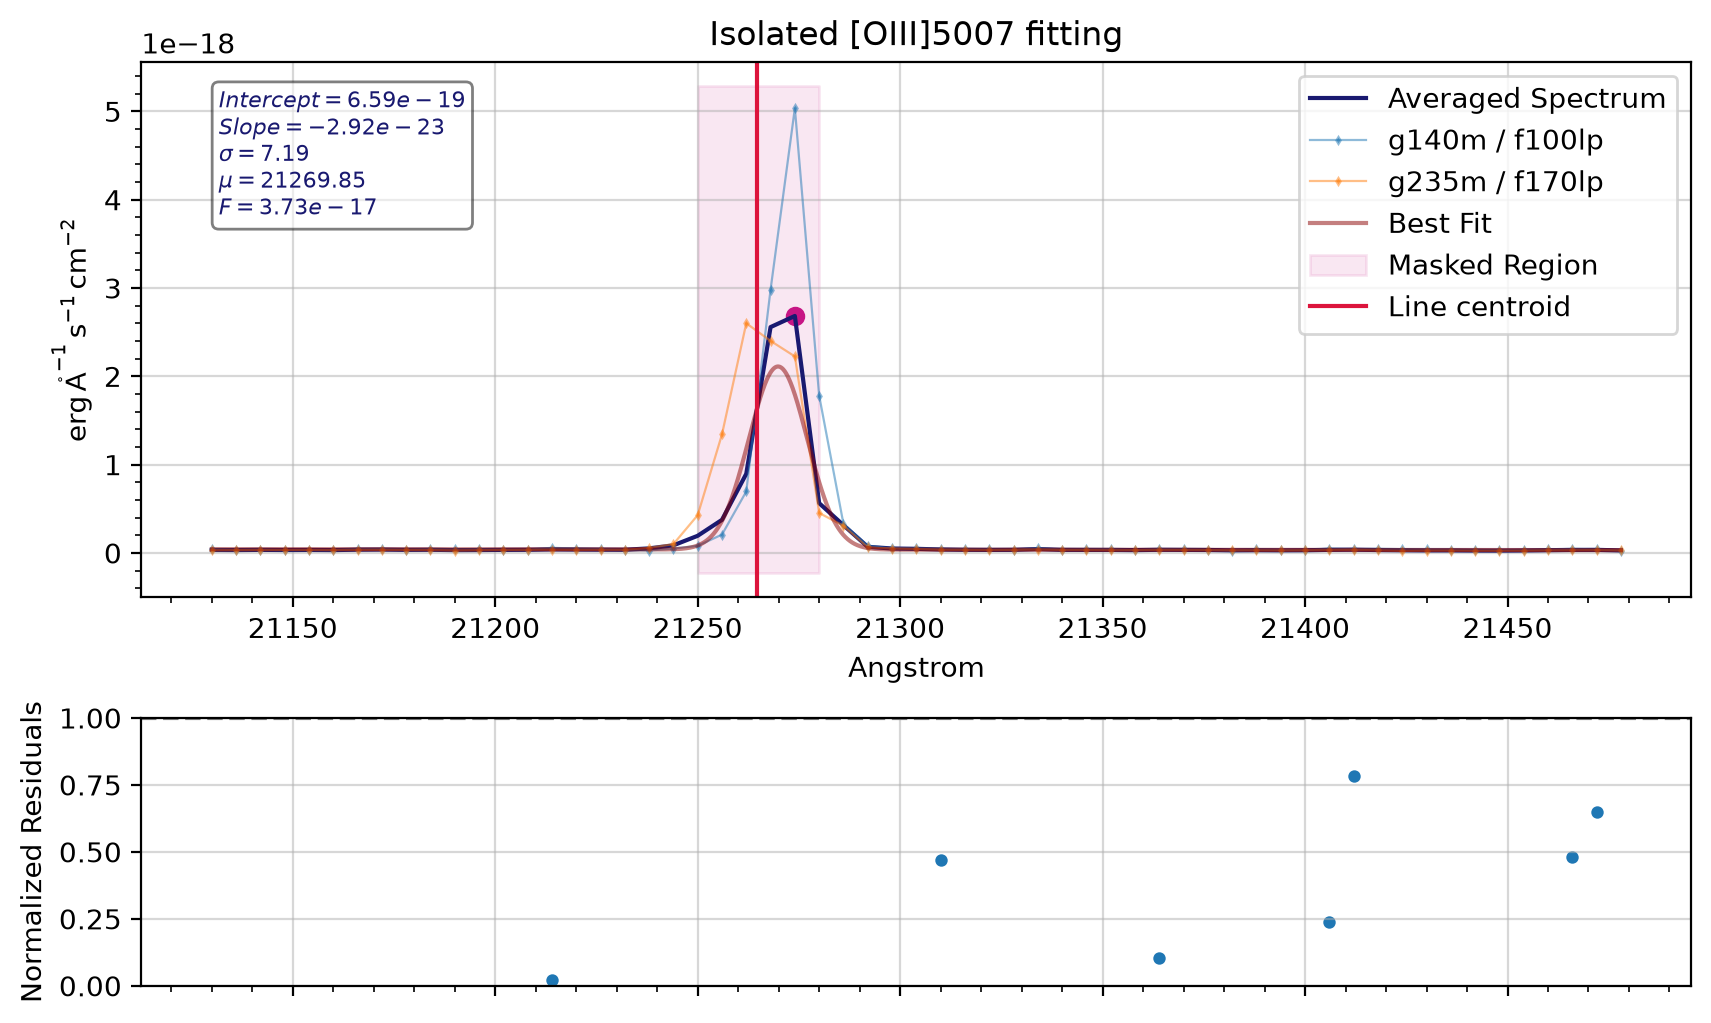 Isolated [OIII]5007 fitting
1e−18
Intercept = 6.59e − 19
Slope = −2.92e − 23
σ = 7.19
μ = 21269.85
F = 3.73e − 17
Averaged Spectrum
g140m / f100lp
g235m / f170lp
Best Fit
Masked Region
Line centroid
erg Å⁻¹ s⁻¹ cm⁻²
5
4
3
2
1
0
21150 21200 21250 21300 21350 21400 21450
Angstrom
Normalized Residuals
1.00
0.75
0.50
0.25
0.00